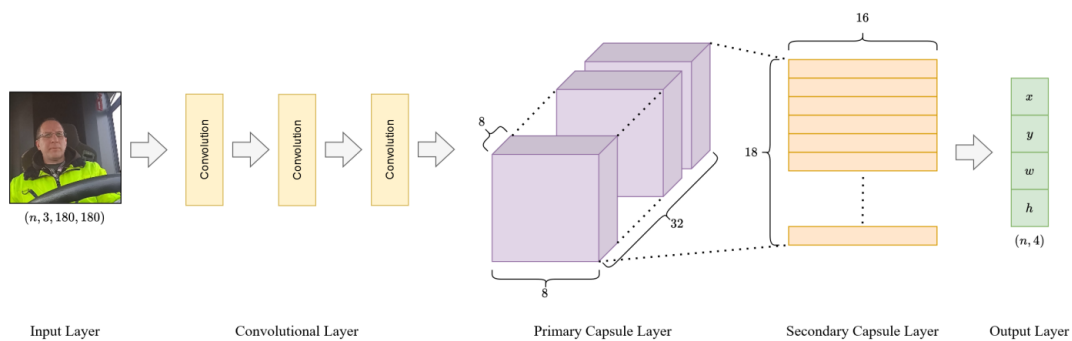 (n, 3, 180, 180)
Convolution
Convolution
Convolution
8
8
32
16
18
x
y
w
h
(n, 4)
Input Layer
Convolutional Layer
Primary Capsule Layer
Secondary Capsule Layer
Output Layer